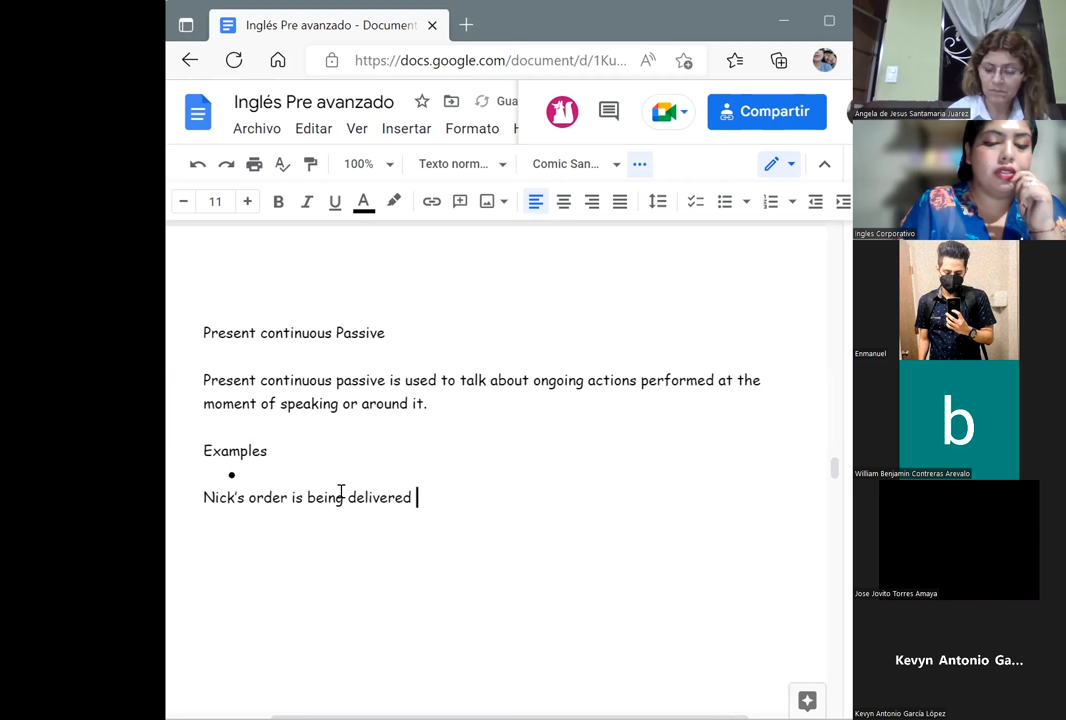 Inglés Pre avanzado - Document
https://docs.google.com/document/d/1Ku...
Inglés Pre avanzado
Gua
Compartir
Archivo Editar Ver Insertar Formato
100% Texto norm... Comic San... ...
11 B I U A
Present continuous Passive
Present continuous passive is used to talk about ongoing actions performed at the
moment of speaking or around it.
Examples
Nick's order is being delivered
Angela de Jesus Santamaria Juarez
Ingles Corporativo
Enmanuel
b
William Benjamin Contreras Arevalo
Jose Jovito Torres Amaya
Kevyn Antonio Ga...
Kevyn Antonio García López